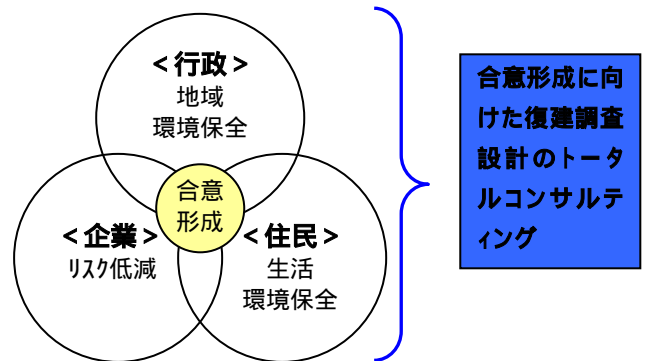 <行政>
地域
環境保全
合意
形成
<企業>
リスク低減
<住民>
生活
環境保全
合意形成に向
けた復建調査
設計のトータ
ルコンサルテ
ィング